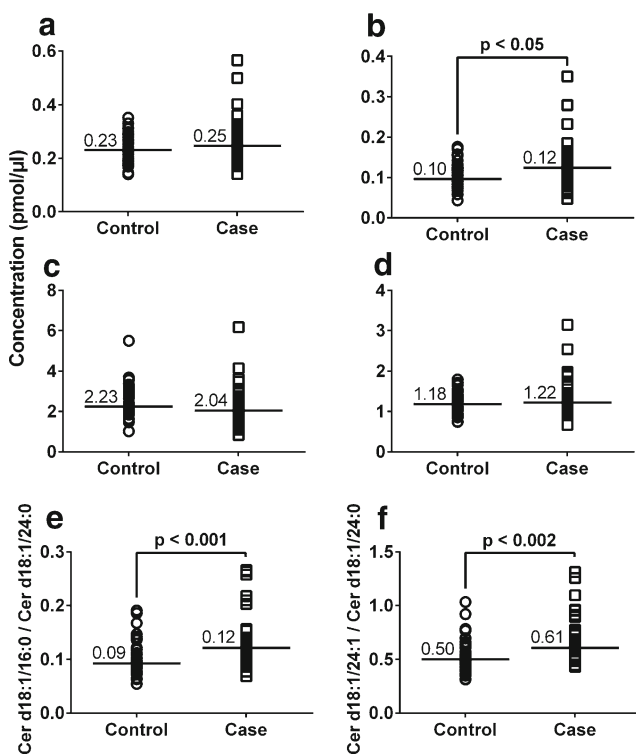 a
0.6
0.4
0.2
0.0
0.23
0.25
Control
Case
b
p < 0.05
0.4
0.3
0.2
0.1
0.0
0.10
0.12
Control
Case
Concentration (pmol/µl)
c
8
6
4
2
0
2.23
2.04
Control
Case
d
4
3
2
1
0
1.18
1.22
Control
Case
e
p < 0.001
0.3
0.2
0.1
0.0
0.09
0.12
Control
Case
Cer d18:1/16:0 / Cer d18:1/24:0
f
p < 0.002
1.5
1.0
0.5
0.0
0.50
0.61
Control
Case
Cer d18:1/24:1 / Cer d18:1/24:0